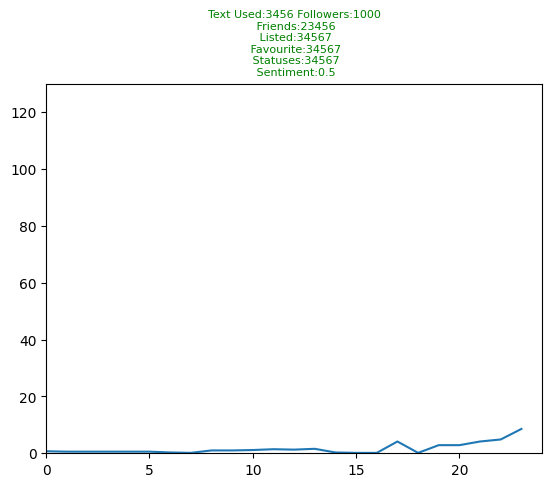 Text Used:3456 Followers:1000
Friends:23456
Listed:34567
Favourite:34567
Statuses:34567
Sentiment:0.5
120
100
80
60
40
20
0
0 5 10 15 20